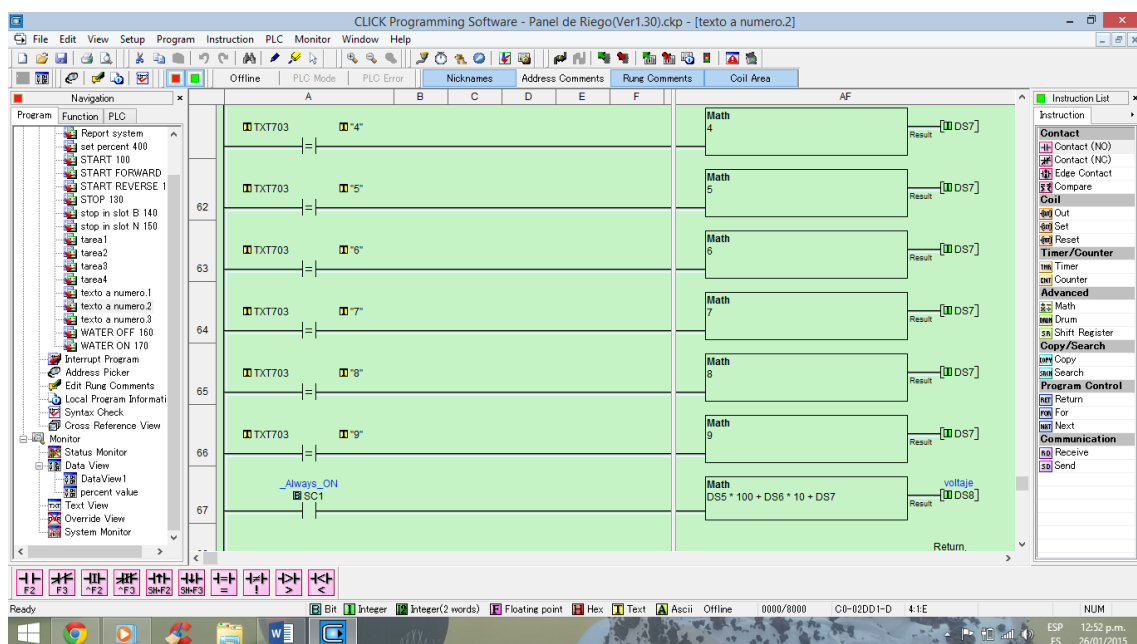 CLICK Programming Software - Panel de Riego(Ver1.30).ckp - [texto a numero.2]
File Edit View Setup Program Instruction PLC Monitor Window Help
Offline PLC Mode PLC Error Nicknames Address Comments Rung Comments Coil Area
Navigation
Program Function PLC
Report system
set percent 400
START 100
START FORWARD
START REVERSE 1
STOP 130
stop in slot B 140
stop in slot N 150
tarea1
tarea2
tarea3
tarea4
texto a numero.1
texto a numero.2
texto a numero.3
WATER OFF 160
WATER ON 170
Interrupt Program
Address Picker
Edit Rung Comments
Local Program Informati
Syntax Check
Cross Reference View
Monitor
Status Monitor
Data View
DataView1
percent value
Text View
Override View
System Monitor
A B C D E F AF
TXT703 "4" Math
4 Result DS7
62 TXT703 "5" Math
5 Result DS7
63 TXT703 "6" Math
6 Result DS7
64 TXT703 "7" Math
7 Result DS7
65 TXT703 "8" Math
8 Result DS7
66 TXT703 "9" Math
9 Result DS7
_Always_ON Math voltaje
67 SC1 DS5 * 100 + DS6 * 10 + DS7 Result DS8
Return,
Instruction List
Instruction
Contact
Contact (NO)
Contact (NC)
Edge Contact
Compare
Coil
Out
Set
Reset
Timer/Counter
Timer
Counter
Advanced
Math
Drum
Shift Register
Copy/Search
Copy
Search
Program Control
Return
For
Next
Communication
Receive
Send
F2 F3 ^F2 ^F3 SH+F2 SH+F3 = ! > <
Ready B Bit I Integer I2 Integer(2 words) F Floating point H Hex T Text A Ascii Offline 0000/8000 C0-02DD1-D 4:1:E NUM
ESP 12:52 p.m.
ES 26/01/2015